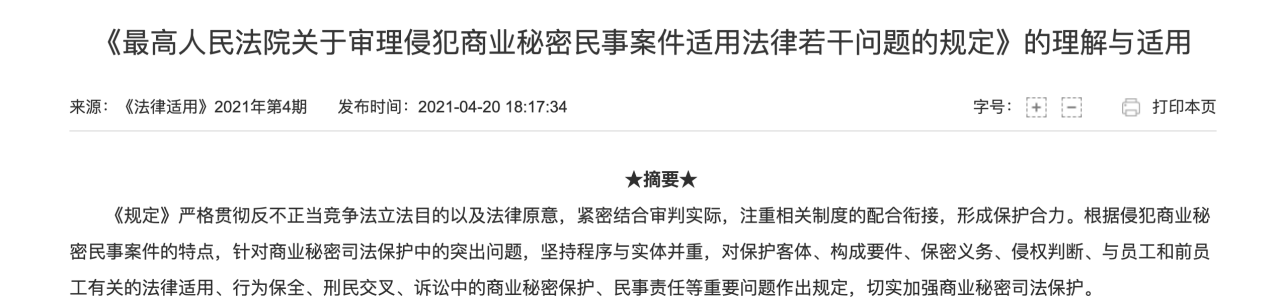 《最高人民法院关于审理侵犯商业秘密民事案件适用法律若干问题的规定》的理解与适用
来源：《法律适用》2021年第4期 发布时间：2021-04-20 18:17:34 字号： + − 打印本页
★摘要★
《规定》严格贯彻反不正当竞争法立法目的以及法律原意，紧密结合审判实际，注重相关制度的配合衔接，形成保护合力。根据侵犯商业秘
密民事案件的特点，针对商业秘密司法保护中的突出问题，坚持程序与实体并重，对保护客体、构成要件、保密义务、侵权判断、与员工和前员
工有关的法律适用、行为保全、刑民交叉、诉讼中的商业秘密保护、民事责任等重要问题作出规定，切实加强商业秘密司法保护。